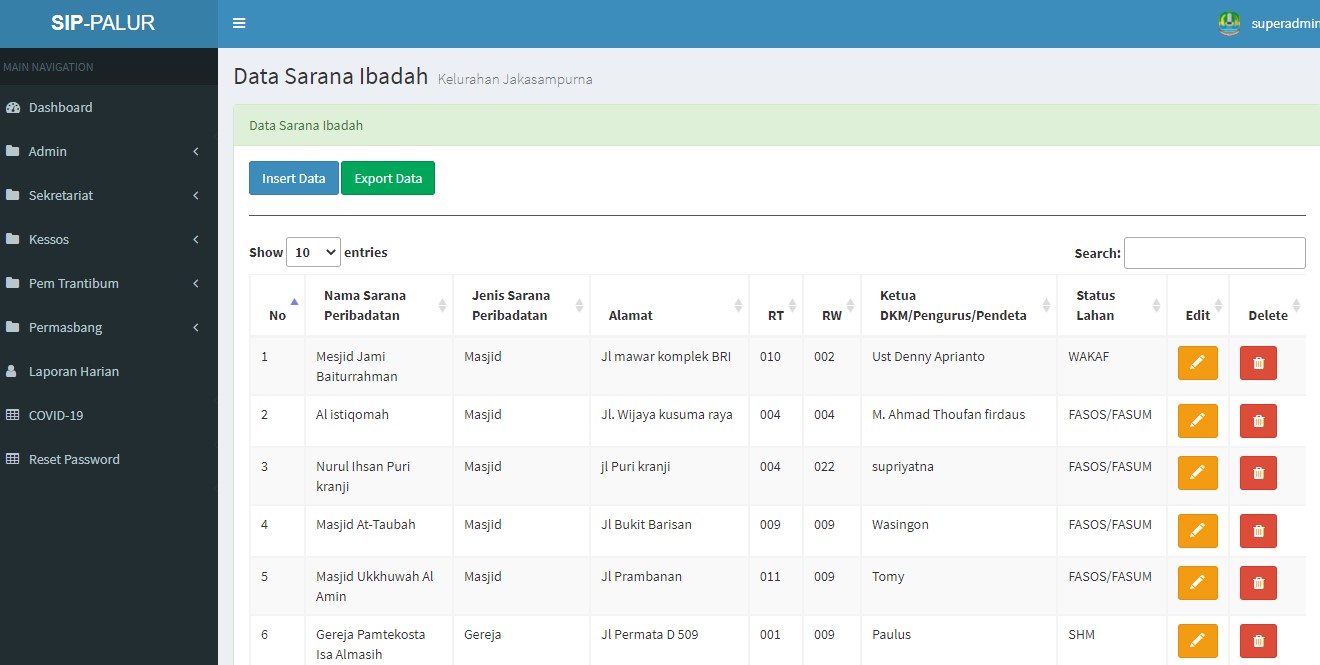 SIP-PALUR
superadmin
MAIN NAVIGATION
Dashboard
Admin
Sekretariat
Kessos
Pem Trantibum
Permasbang
Laporan Harian
COVID-19
Reset Password
Data Sarana Ibadah Kelurahan Jakasampurna
Data Sarana Ibadah
Insert Data Export Data
Show 10 entries
Search:
No Nama Sarana Peribadatan Jenis Sarana Peribadatan Alamat RT RW Ketua DKM/Pengurus/Pendeta Status Lahan Edit Delete
1 Mesjid Jami Baiturrahman Masjid Jl mawar komplek BRI 010 002 Ust Denny Aprianto WAKAF
2 Al istiqomah Masjid Jl. Wijaya kusuma raya 004 004 M. Ahmad Thoufan firdaus FASOS/FASUM
3 Nurul Ihsan Puri kranji Masjid jl Puri kranji 004 022 supriyatna FASOS/FASUM
4 Masjid At-Taubah Masjid Jl Bukit Barisan 009 009 Wasingon FASOS/FASUM
5 Masjid Ukkhuwah Al Amin Masjid Jl Prambanan 011 009 Tomy FASOS/FASUM
6 Gereja Pamtekosta Isa Almasih Gereja Jl Permata D 509 001 009 Paulus SHM